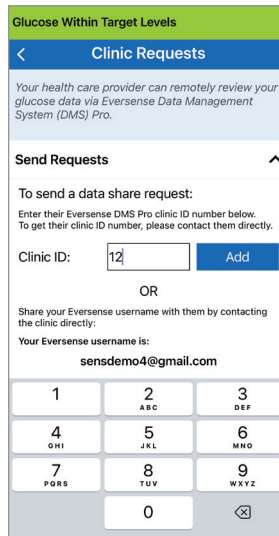 Glucose Within Target Levels
Clinic Requests
Your health care provider can remotely review your
glucose data via Eversense Data Management
System (DMS) Pro.
Send Requests
To send a data share request:
Enter their Eversense DMS Pro clinic ID number below.
To get their clinic ID number, please contact them directly.
Clinic ID: 12 Add
OR
Share your Eversense username with them by contacting
the clinic directly:
Your Eversense username is:
sensdemo4@gmail.com
1 2 3
ABC DEF
4 5 6
GHI JKL MNO
7 8 9
PQRS TUV WXYZ
0